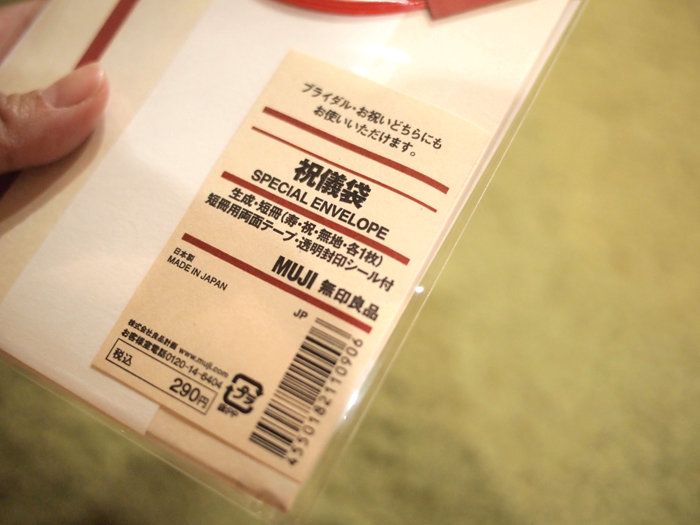 ブライダル・お祝いどちらにも
お使いいただけます。
祝儀袋
SPECIAL ENVELOPE
生成・短冊(寿・祝・無地・各1枚)
短冊用両面テープ・透明封印シール付
MUJI 無印良品
日本製
MADE IN JAPAN
JP
株式会社良品計画 www.muji.com
お客様室電話0120-14-6404
税込 290円
プラ
袋:PP
4550182110906